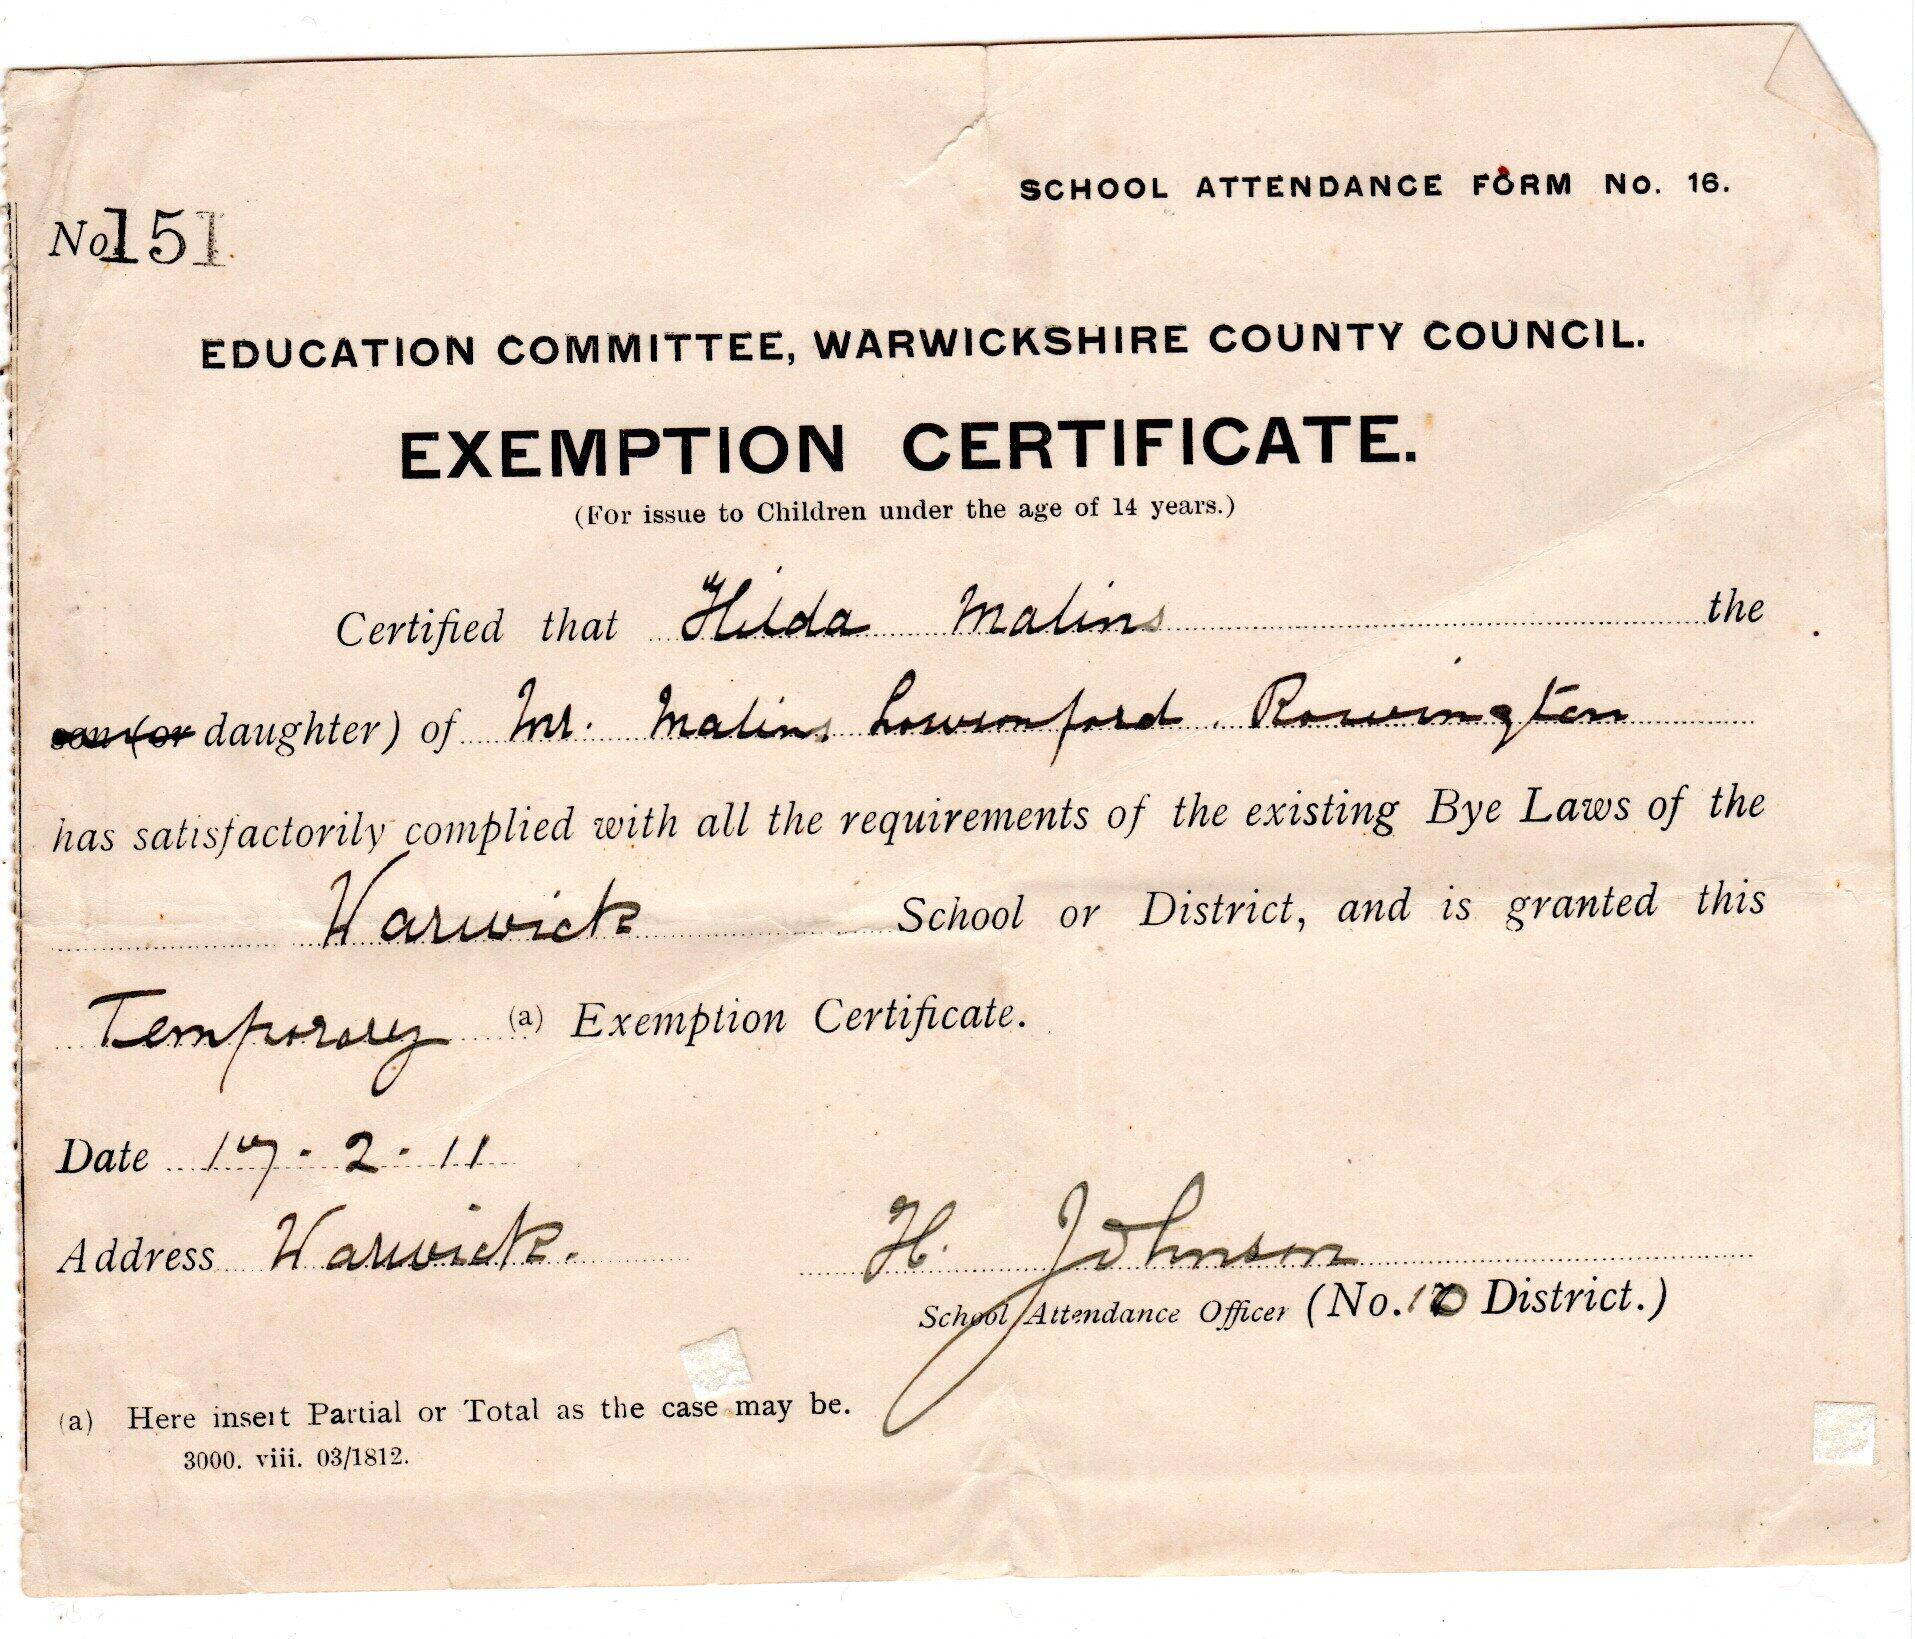 SCHOOL ATTENDANCE FORM No. 16.
No 151.
EDUCATION COMMITTEE, WARWICKSHIRE COUNTY COUNCIL.
EXEMPTION CERTIFICATE.
(For issue to Children under the age of 14 years.)
Certified that Hilda Malins the
son (or daughter) of Mr. Malins Lowsonford. Rowington
has satisfactorily complied with all the requirements of the existing Bye Laws of the
Warwick School or District, and is granted this
Temporary (a) Exemption Certificate.
Date 17.2.11
Address Warwick.
H. Johnson
School Attendance Officer (No. District.)
(a) Here insert Partial or Total as the case may be.
3000. viii. 03/1812.